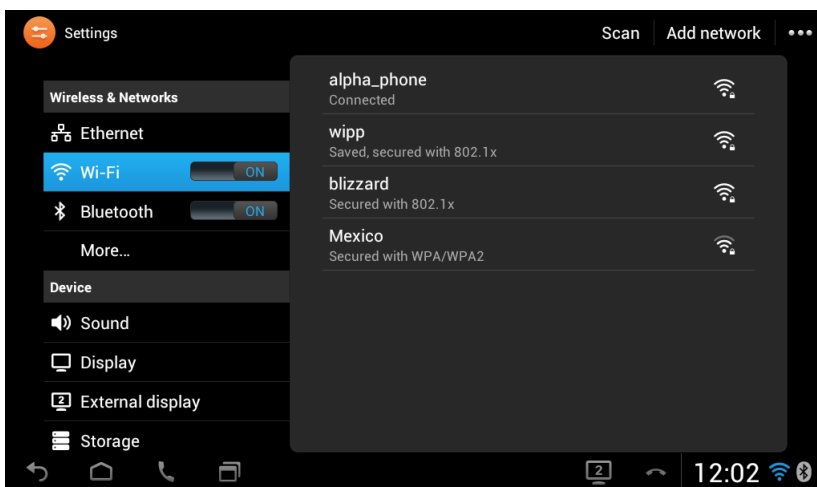 Settings
Scan
Add network
Wireless & Networks
Ethernet
Wi-Fi ON
Bluetooth ON
More...
Device
Sound
Display
2 External display
Storage
alpha_phone
Connected
wipp
Saved, secured with 802.1x
blizzard
Secured with 802.1x
Mexico
Secured with WPA/WPA2
2
12:02